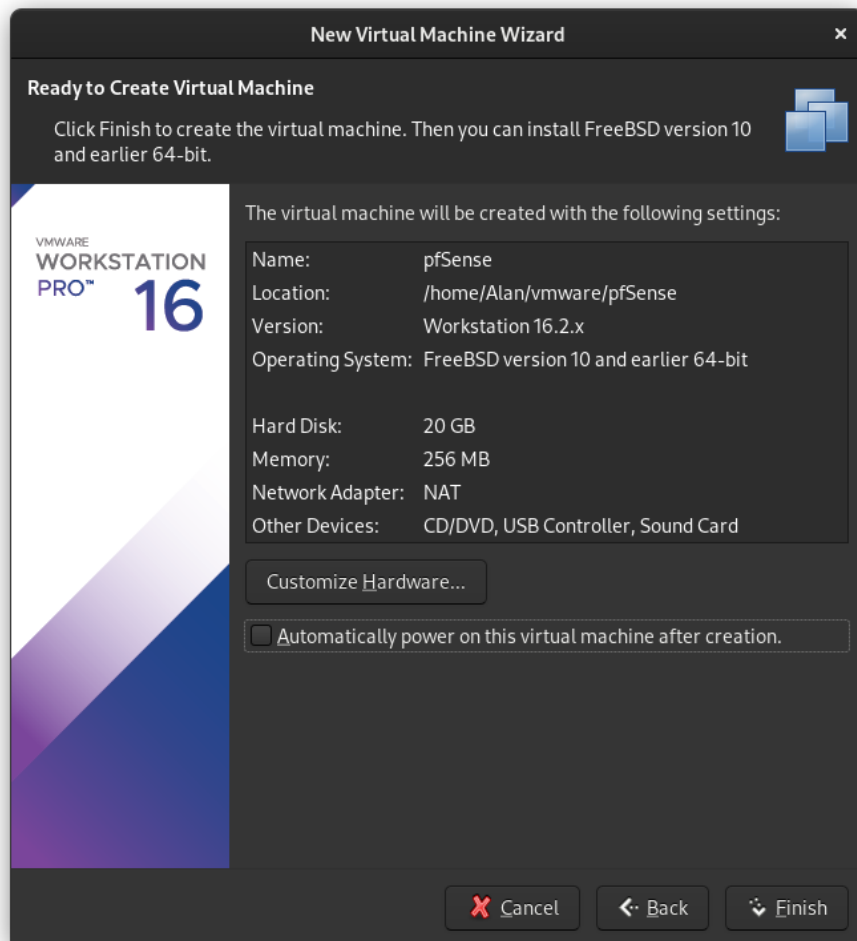 New Virtual Machine Wizard
Ready to Create Virtual Machine
Click Finish to create the virtual machine. Then you can install FreeBSD version 10
and earlier 64-bit.
VMWARE
WORKSTATION
PRO™ 16
The virtual machine will be created with the following settings:
Name: pfSense
Location: /home/Alan/vmware/pfSense
Version: Workstation 16.2.x
Operating System: FreeBSD version 10 and earlier 64-bit
Hard Disk: 20 GB
Memory: 256 MB
Network Adapter: NAT
Other Devices: CD/DVD, USB Controller, Sound Card
Customize Hardware...
Automatically power on this virtual machine after creation.
Cancel Back Finish